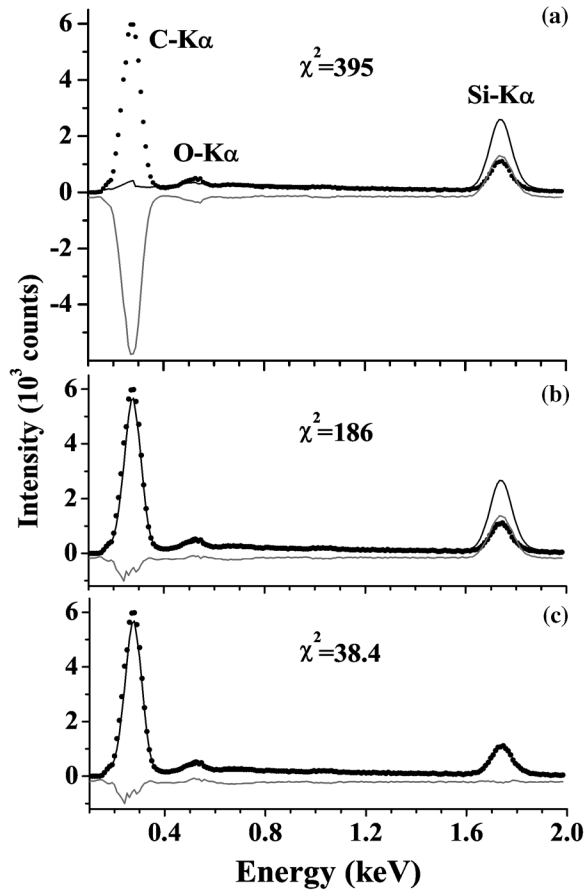 (a)
6
C-Kα
χ²=395
4
Si-Kα
2
O-Kα
0
-2
-4
(b)
6
χ²=186
4
2
0
(c)
6
χ²=38.4
4
2
0
0.4 0.8 1.2 1.6 2.0
Energy (keV)
Intensity (10³ counts)